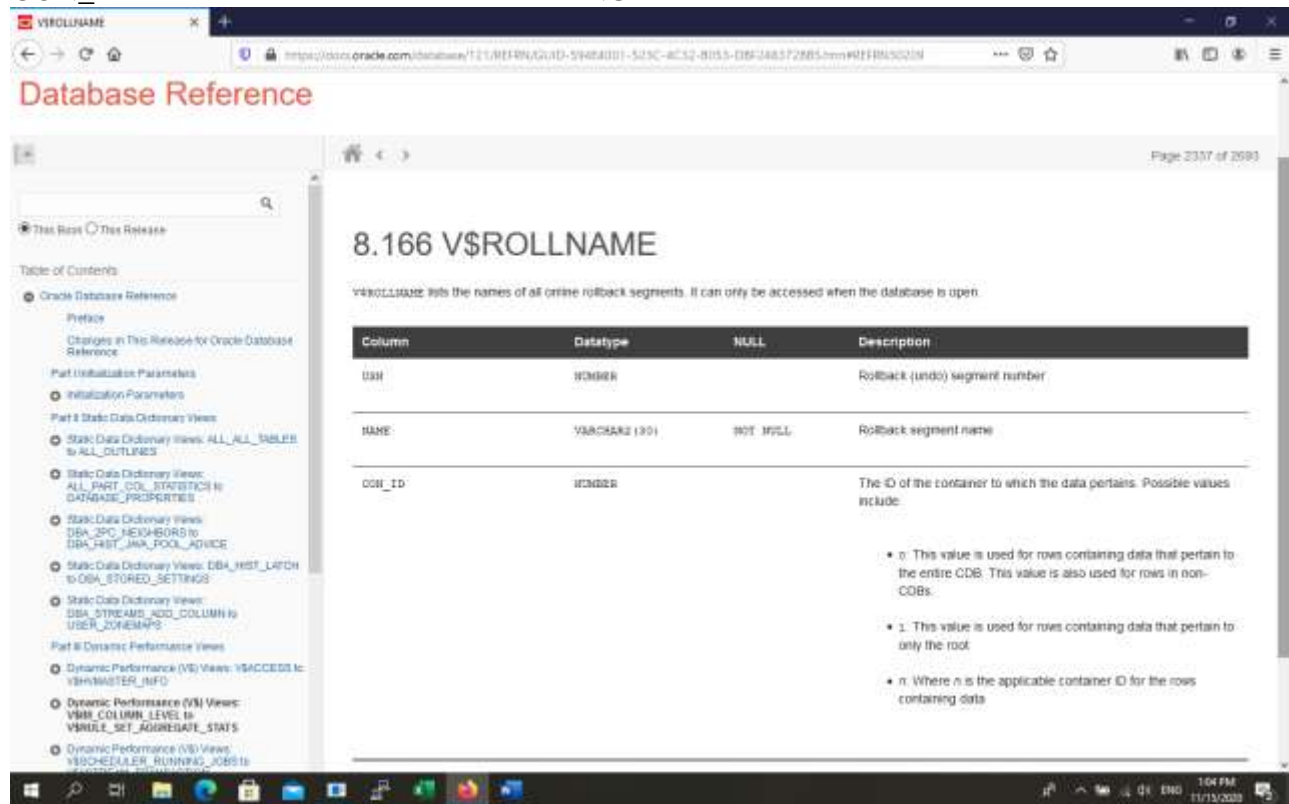 V$ROLLNAME
Database Reference
Page 2337 of 2693
This Book This Release
Table of Contents
Oracle Database Reference
Preface
Changes in This Release for Oracle Database
Reference
Part I Initialization Parameters
Initialization Parameters
Part II Static Data Dictionary Views
Static Data Dictionary Views: ALL_ALL_TABLES
to ALL_OUTLINES
Static Data Dictionary Views:
ALL_PART_COL_STATISTICS to
DATABASE_PROPERTIES
Static Data Dictionary Views:
DBA_2PC_NEIGHBORS to
DBA_HIST_JAVA_POOL_ADVICE
Static Data Dictionary Views: DBA_HIST_LATCH
to DBA_STORED_SETTINGS
Static Data Dictionary Views:
DBA_STREAMS_ADD_COLUMN to
USER_ZONEMAPS
Part III Dynamic Performance Views
Dynamic Performance (V$) Views: V$ACCESS to
V$HVMASTER_INFO
Dynamic Performance (V$) Views:
V$IM_COLUMN_LEVEL to
V$RULE_SET_AGGREGATE_STATS
Dynamic Performance (V$) Views:
V$SCHEDULER_RUNNING_JOBS to
8.166 V$ROLLNAME
V$ROLLNAME lists the names of all online rollback segments. It can only be accessed when the database is open.
Column Datatype NULL Description
USN NUMBER Rollback (undo) segment number
NAME VARCHAR2(30) NOT NULL Rollback segment name
CON_ID NUMBER The ID of the container to which the data pertains. Possible values
include:
• 0: This value is used for rows containing data that pertain to
the entire CDB. This value is also used for rows in non-
CDBs.
• 1: This value is used for rows containing data that pertain to
only the root
• n: Where n is the applicable container ID for the rows
containing data
ENG
1:04 PM
11/15/2020